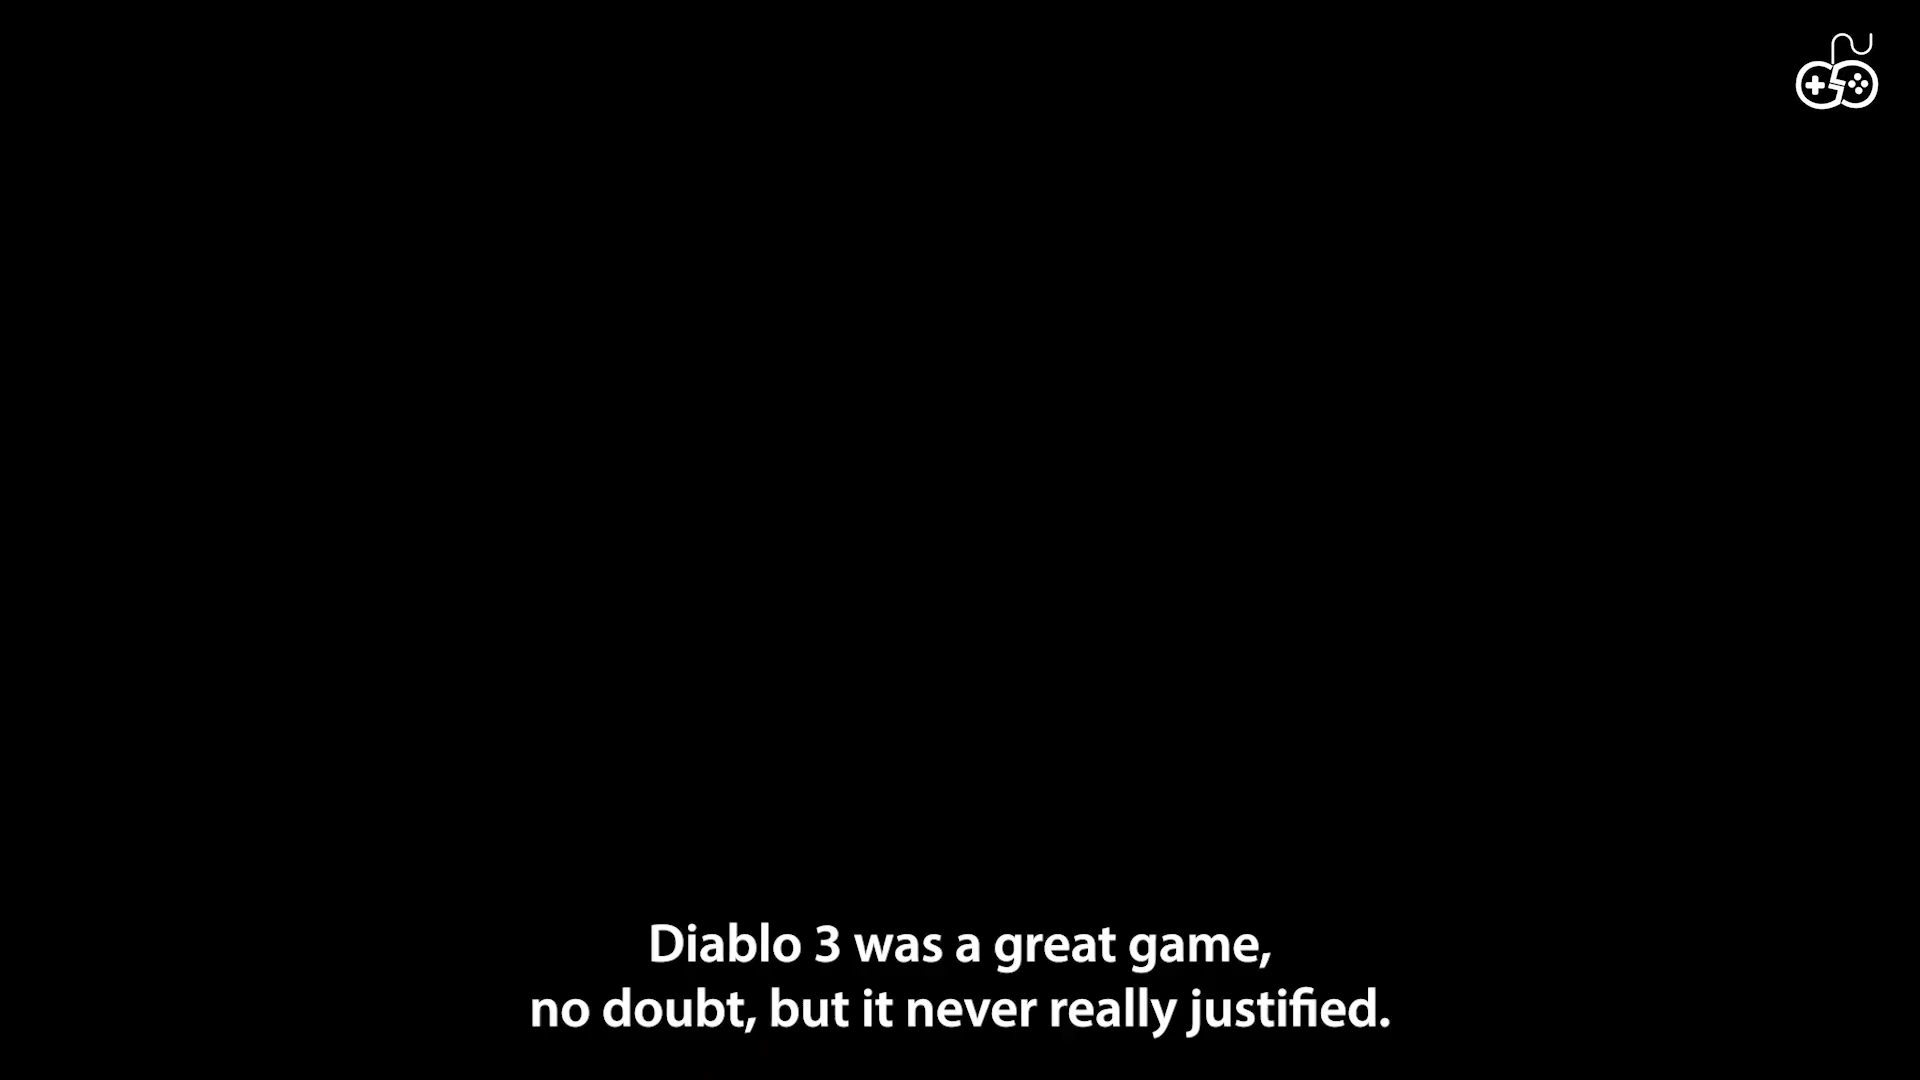 Diablo 3 was a great game,
no doubt, but it never really justified.